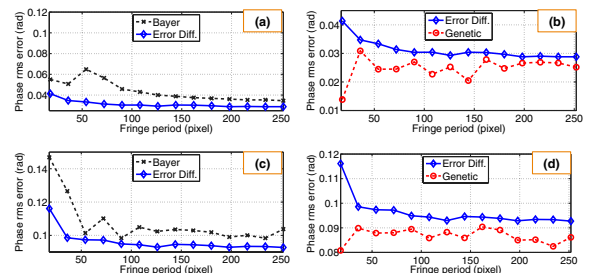 (a)
Bayer
Error Diff.
Phase rms error (rad)
0.12
0.1
0.08
0.06
0.04
50
100
150
200
250
Fringe period (pixel)
(b)
Error Diff.
Genetic
Phase rms error (rad)
0.04
0.03
0.02
0.01
50
100
150
200
250
Fringe period (pixel)
(c)
Bayer
Error Diff.
Phase rms error (rad)
0.14
0.12
0.1
50
100
150
200
250
Fringe period (pixel)
(d)
Error Diff.
Genetic
Phase rms error (rad)
0.12
0.11
0.1
0.09
0.08
50
100
150
200
250
Fringe period (pixel)